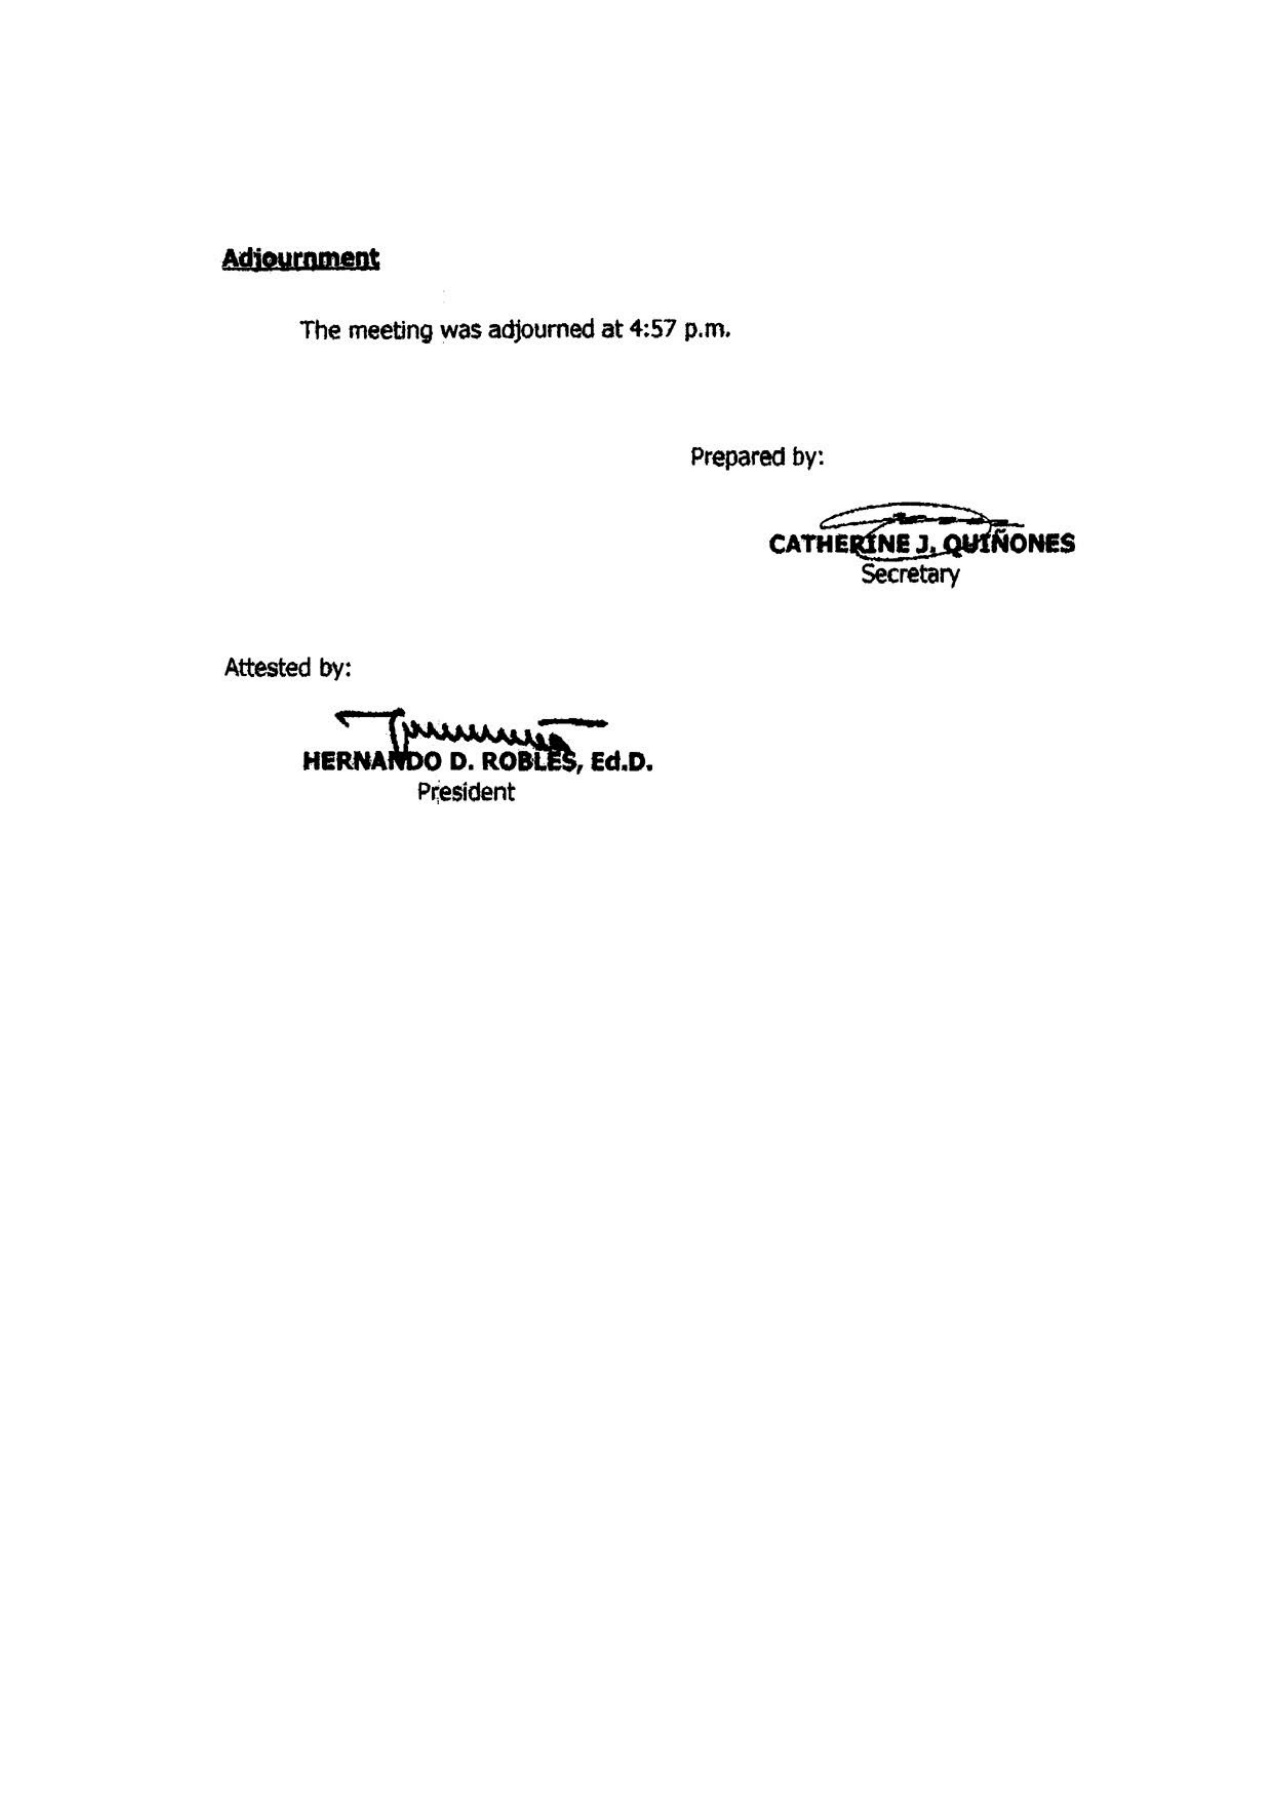 Adjournment
The meeting was adjourned at 4:57 p.m.
Prepared by:
CATHERINE J. QUIÑONES
Secretary
Attested by:
HERNANDO D. ROBLES, Ed.D.
President